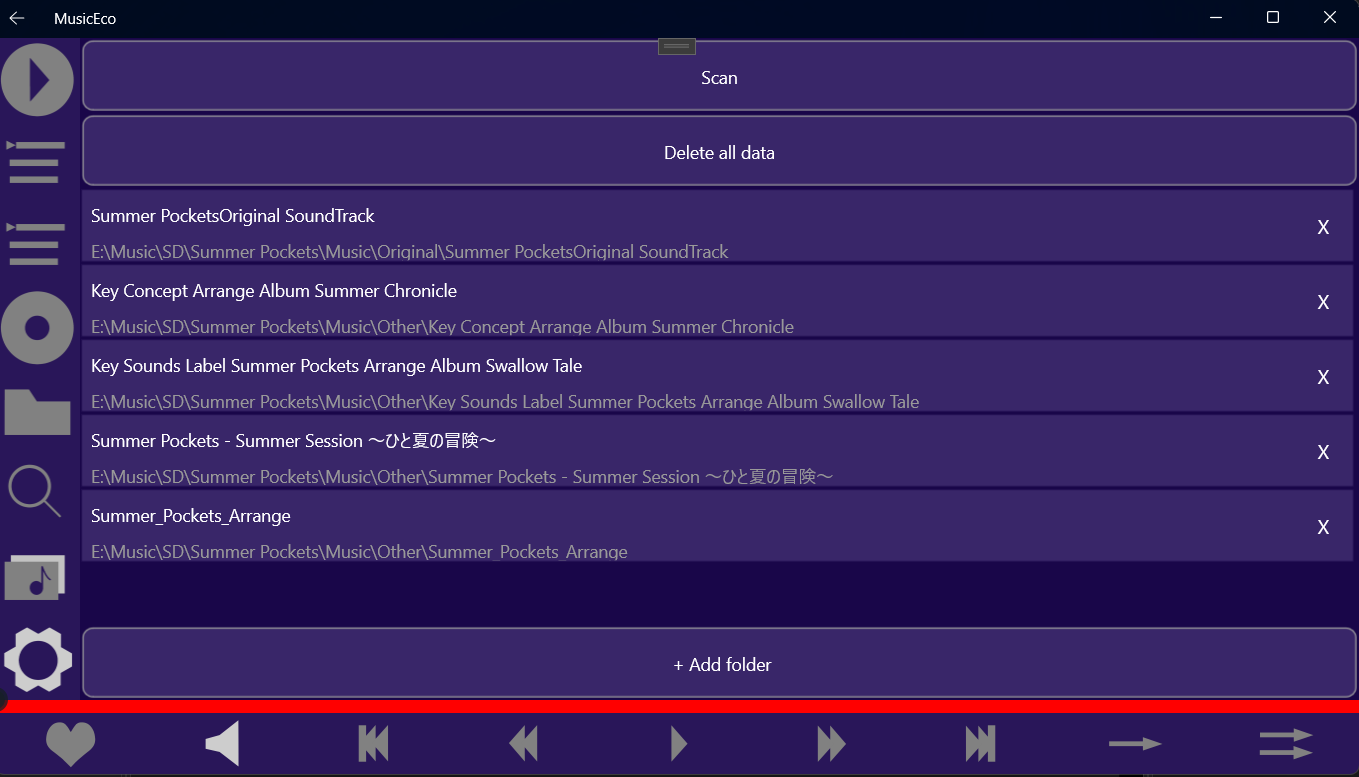 MusicEco
Scan
Delete all data
Summer PocketsOriginal SoundTrack
X
E:\Music\SD\Summer Pockets\Music\Original\Summer PocketsOriginal SoundTrack
Key Concept Arrange Album Summer Chronicle
X
E:\Music\SD\Summer Pockets\Music\Other\Key Concept Arrange Album Summer Chronicle
Key Sounds Label Summer Pockets Arrange Album Swallow Tale
X
E:\Music\SD\Summer Pockets\Music\Other\Key Sounds Label Summer Pockets Arrange Album Swallow Tale
Summer Pockets - Summer Session ～ひと夏の冒険～
X
E:\Music\SD\Summer Pockets\Music\Other\Summer Pockets - Summer Session ～ひと夏の冒険～
Summer_Pockets_Arrange
X
E:\Music\SD\Summer Pockets\Music\Other\Summer_Pockets_Arrange
+ Add folder